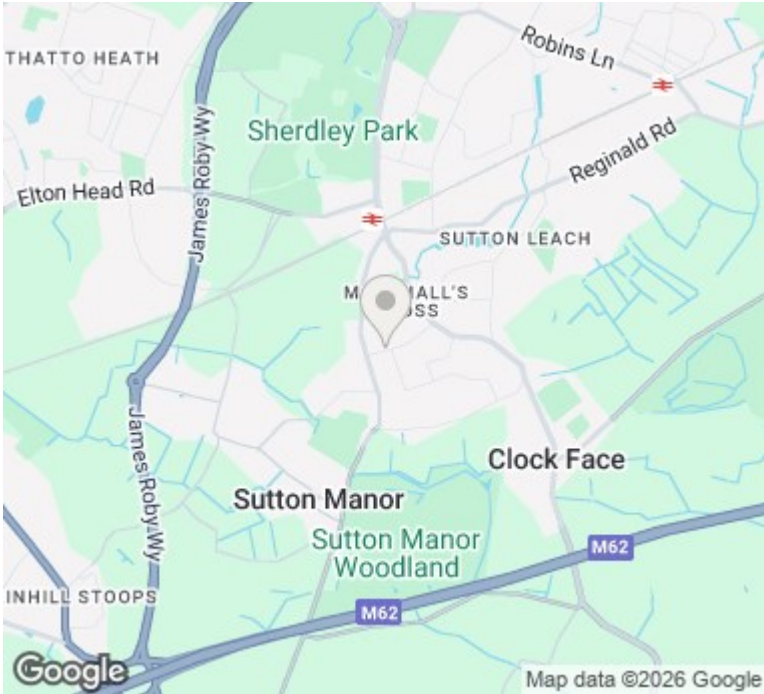 THATTO HEATH
Robins Ln
James Roby Wy
Sherdley Park
Reginald Rd
Elton Head Rd
SUTTON LEACH
M
HALL'S
Clock Face
James Roby Wy
Sutton Manor
Sutton Manor
Woodland
M62
INHILL STOOPS
M62
Google
Map data ©2026 Google